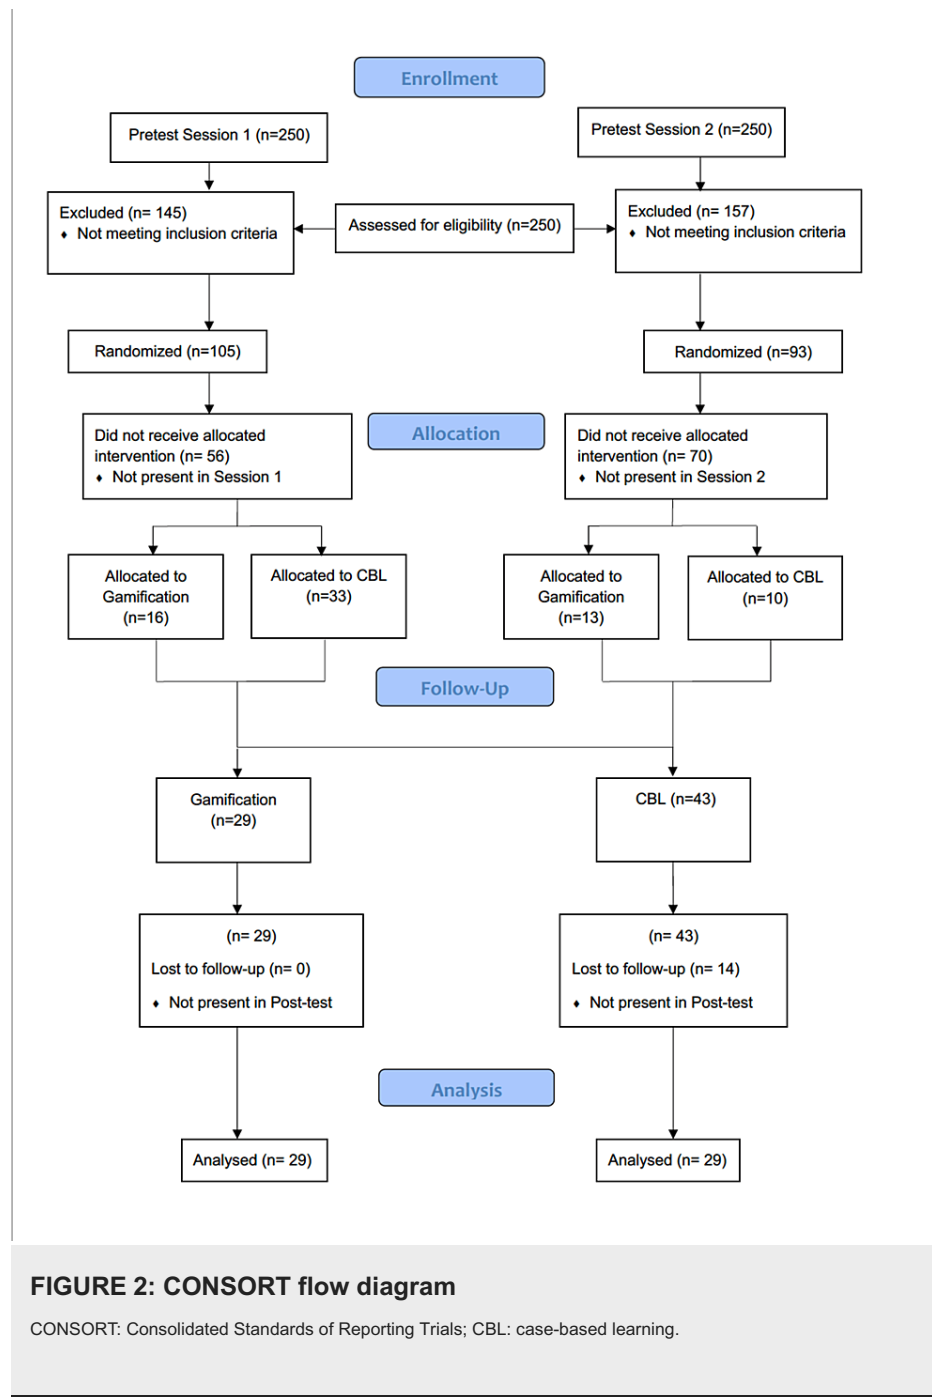 Enrollment
Pretest Session 1 (n=250)
Pretest Session 2 (n=250)
Excluded (n= 145)
♦ Not meeting inclusion criteria
Assessed for eligibility (n=250)
Excluded (n= 157)
♦ Not meeting inclusion criteria
Randomized (n=105)
Randomized (n=93)
Allocation
Did not receive allocated
intervention (n= 56)
♦ Not present in Session 1
Did not receive allocated
intervention (n= 70)
♦ Not present in Session 2
Allocated to
Gamification
(n=16)
Allocated to CBL
(n=33)
Allocated to
Gamification
(n=13)
Allocated to CBL
(n=10)
Follow-Up
Gamification
(n=29)
CBL (n=43)
(n= 29)
Lost to follow-up (n= 0)
♦ Not present in Post-test
(n= 43)
Lost to follow-up (n= 14)
♦ Not present in Post-test
Analysis
Analysed (n= 29)
Analysed (n= 29)
FIGURE 2: CONSORT flow diagram
CONSORT: Consolidated Standards of Reporting Trials; CBL: case-based learning.